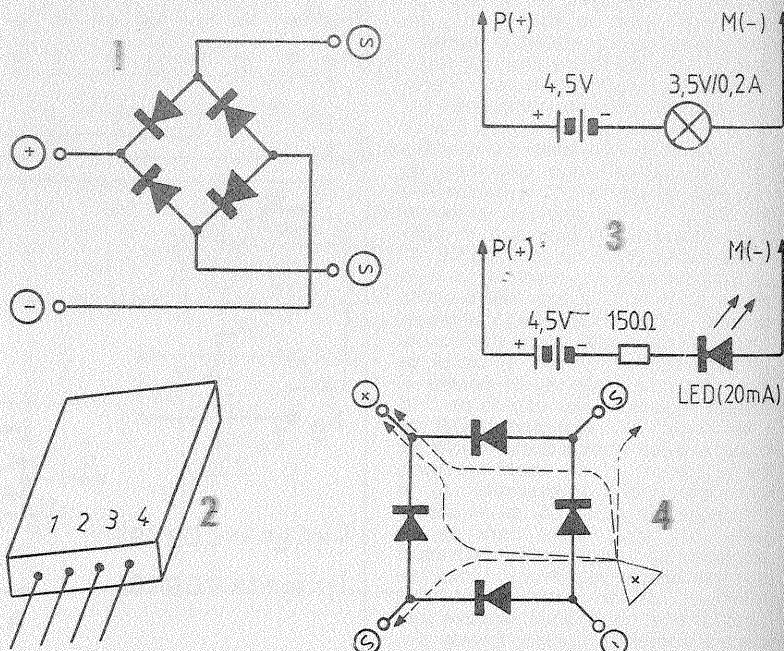 1
S
+
S
-
P(+)
M(-)
4,5V
3,5V/0,2A
+
-
3
P(+)
M(-)
4,5V
150Ω
+
-
LED(20mA)
2
1 2 3 4
4
+
S
S
-
+